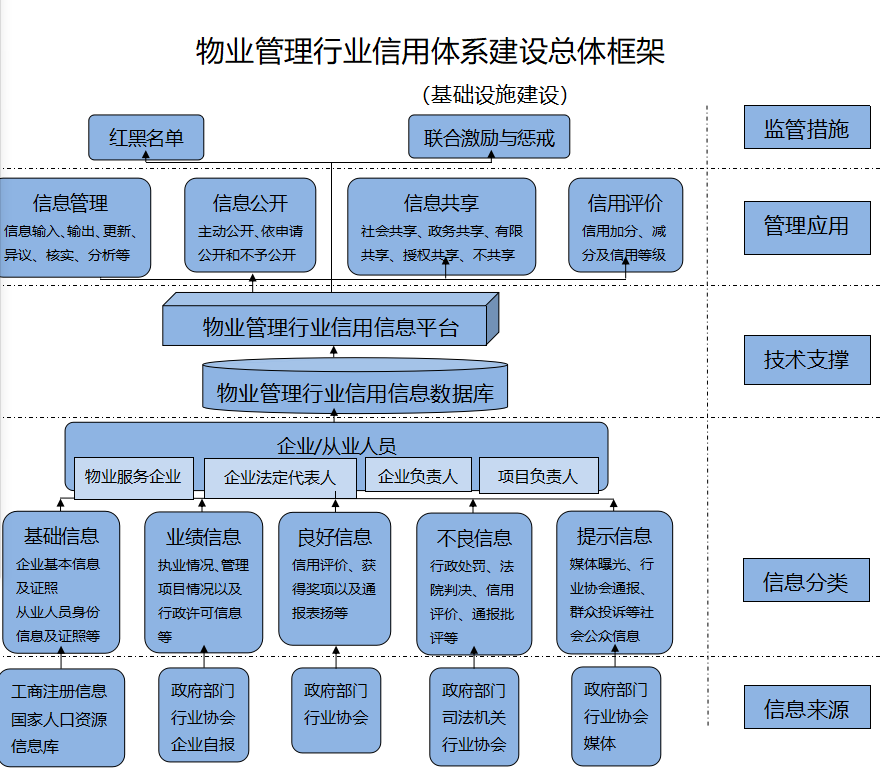 物业管理行业信用体系建设总体框架
（基础设施建设）
红黑名单
联合激励与惩戒
监管措施
信息管理
信息输入、输出、更新、
异议、核实、分析等
信息公开
主动公开、依申请
公开和不予公开
信息共享
社会共享、政务共享、有限
共享、授权共享、不共享
信用评价
信用加分、减
分及信用等级
管理应用
物业管理行业信用信息平台
物业管理行业信用信息数据库
技术支撑
企业/从业人员
物业服务企业
企业法定代表人
企业负责人
项目负责人
基础信息
企业基本信息
及证照
从业人员身份
信息及证照等
业绩信息
执业情况、管理
项目情况以及
行政许可信息
等
良好信息
信用评价、获
得奖项以及通
报表扬等
不良信息
行政处罚、法
院判决、信用
评价、通报批
评等
提示信息
媒体曝光、行
业协会通报、
群众投诉等社
会公众信息
信息分类
工商注册信息
国家人口资源
信息库
政府部门
行业协会
企业自报
政府部门
行业协会
政府部门
司法机关
行业协会
政府部门
行业协会
媒体
信息来源